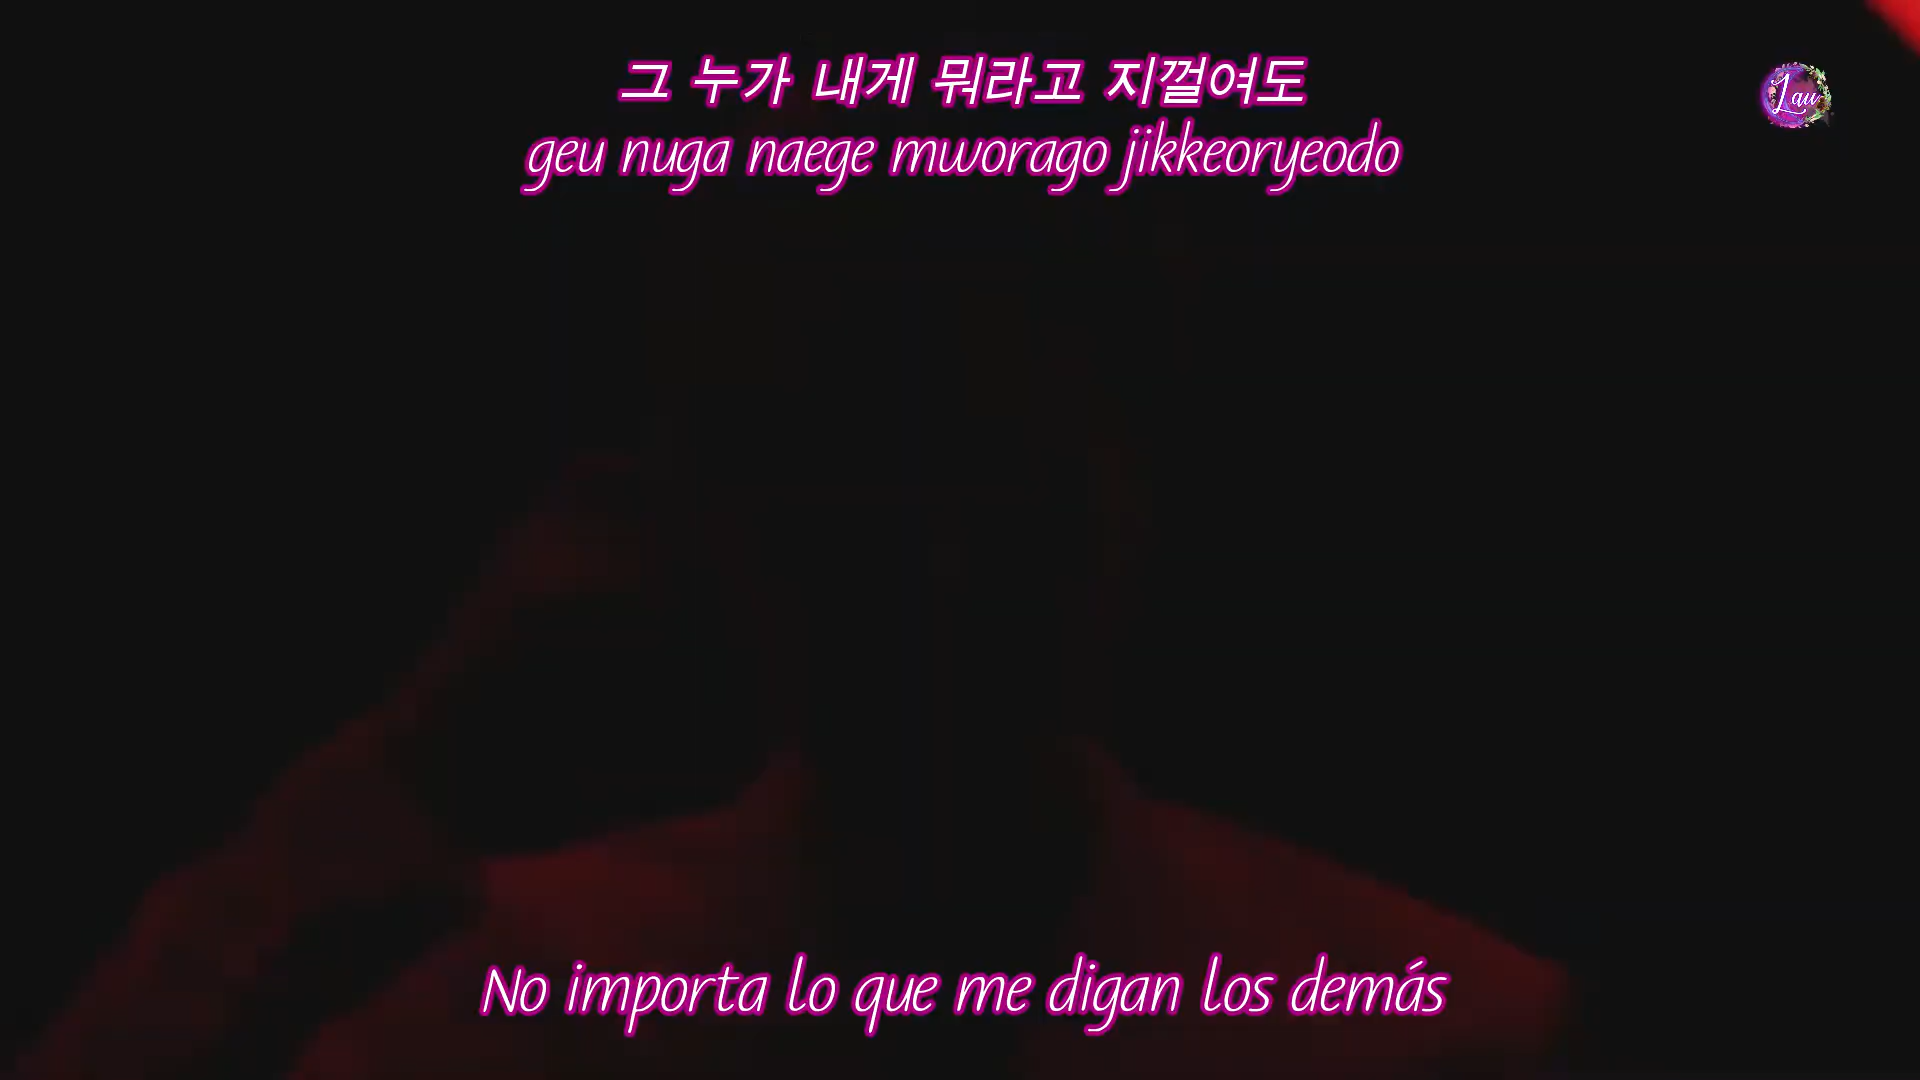 그 누가 내게 뭐라고 지껄여도
geu nuga naege mworago jikkeoryeodo
Lau
No importa lo que me digan los demás